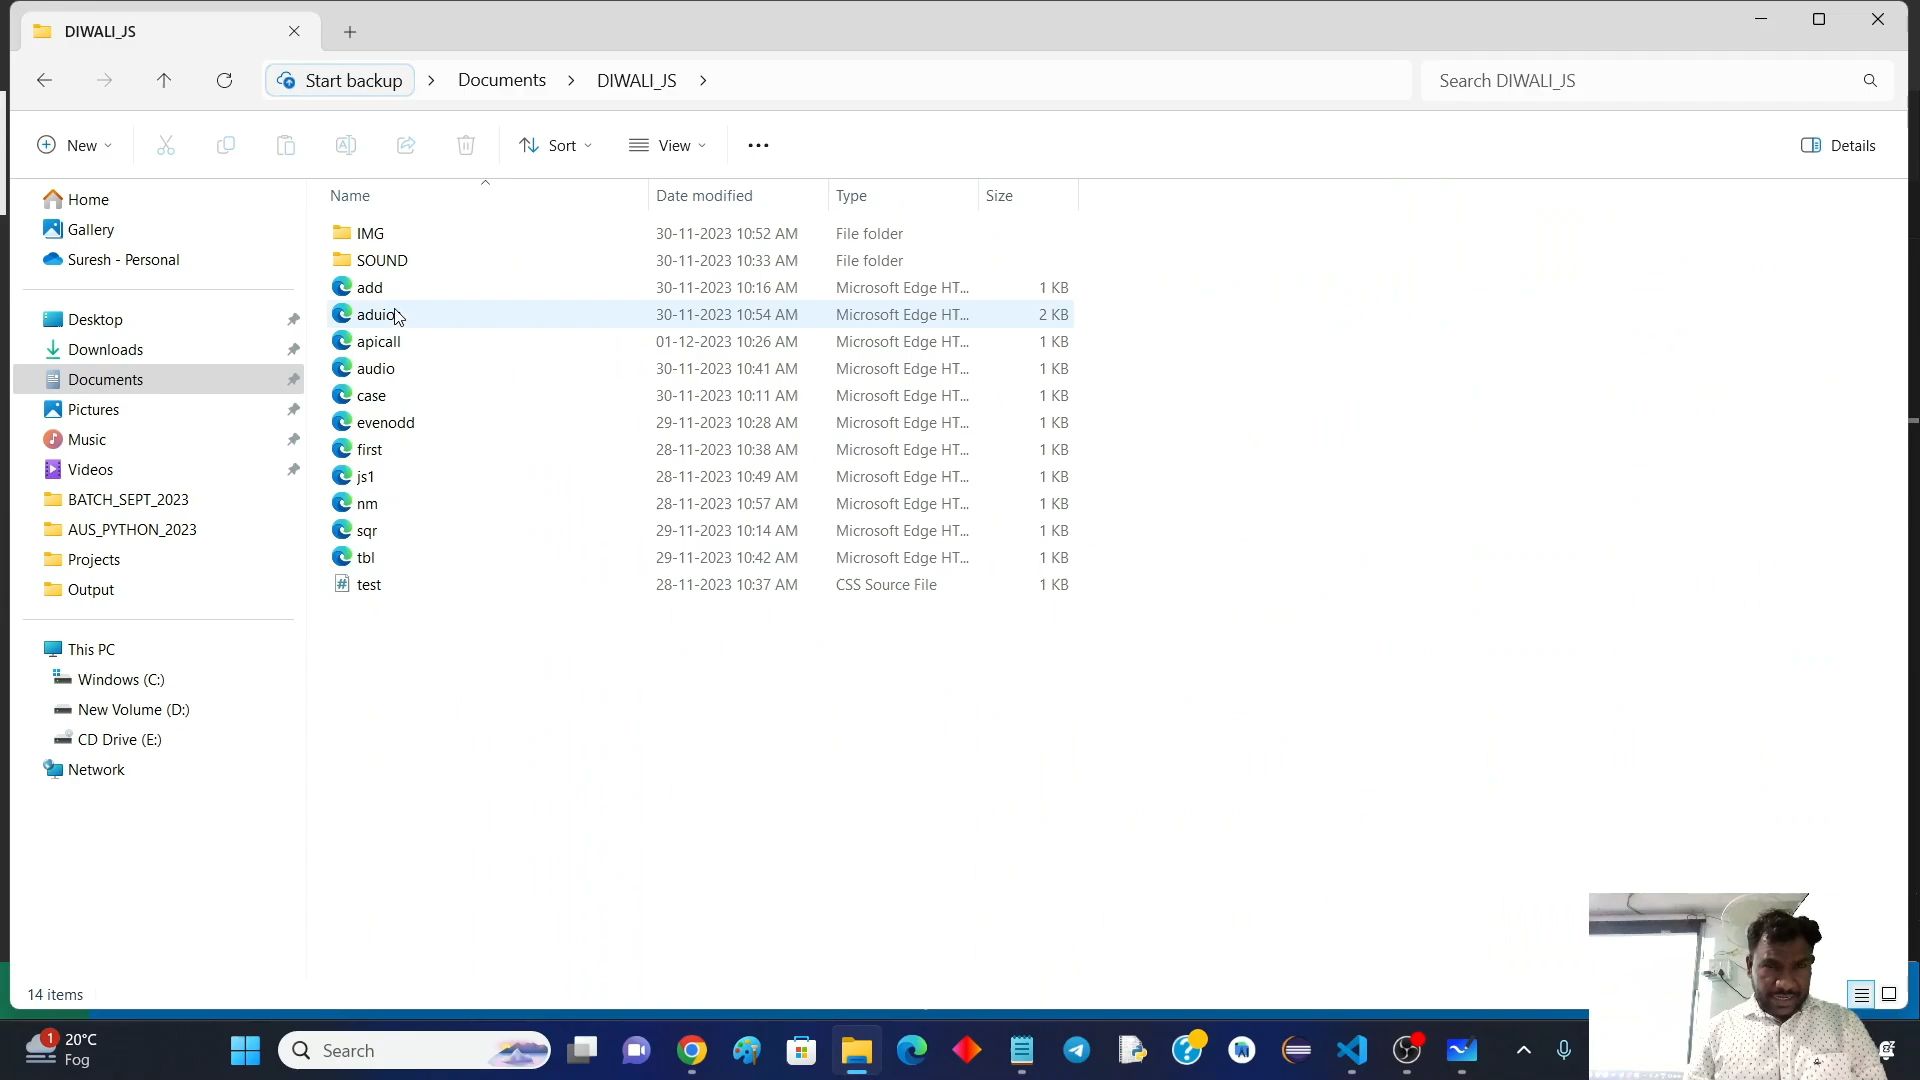 DIWALI_JS
Start backup > Documents > DIWALI_JS >
Search DIWALI_JS
New
Sort
View
Details
Name Date modified Type Size
Home
Gallery
Suresh - Personal
Desktop
Downloads
Documents
Pictures
Music
Videos
BATCH_SEPT_2023
AUS_PYTHON_2023
Projects
Output
This PC
Windows (C:)
New Volume (D:)
CD Drive (E:)
Network
IMG 30-11-2023 10:52 AM File folder
SOUND 30-11-2023 10:33 AM File folder
add 30-11-2023 10:16 AM Microsoft Edge HT... 1 KB
aduio 30-11-2023 10:54 AM Microsoft Edge HT... 2 KB
apicall 01-12-2023 10:26 AM Microsoft Edge HT... 1 KB
audio 30-11-2023 10:41 AM Microsoft Edge HT... 1 KB
case 30-11-2023 10:11 AM Microsoft Edge HT... 1 KB
evenodd 29-11-2023 10:28 AM Microsoft Edge HT... 1 KB
first 28-11-2023 10:38 AM Microsoft Edge HT... 1 KB
js1 28-11-2023 10:49 AM Microsoft Edge HT... 1 KB
nm 28-11-2023 10:57 AM Microsoft Edge HT... 1 KB
sqr 29-11-2023 10:14 AM Microsoft Edge HT... 1 KB
tbl 29-11-2023 10:42 AM Microsoft Edge HT... 1 KB
test 28-11-2023 10:37 AM CSS Source File 1 KB
14 items
1
20°C
Fog
Search